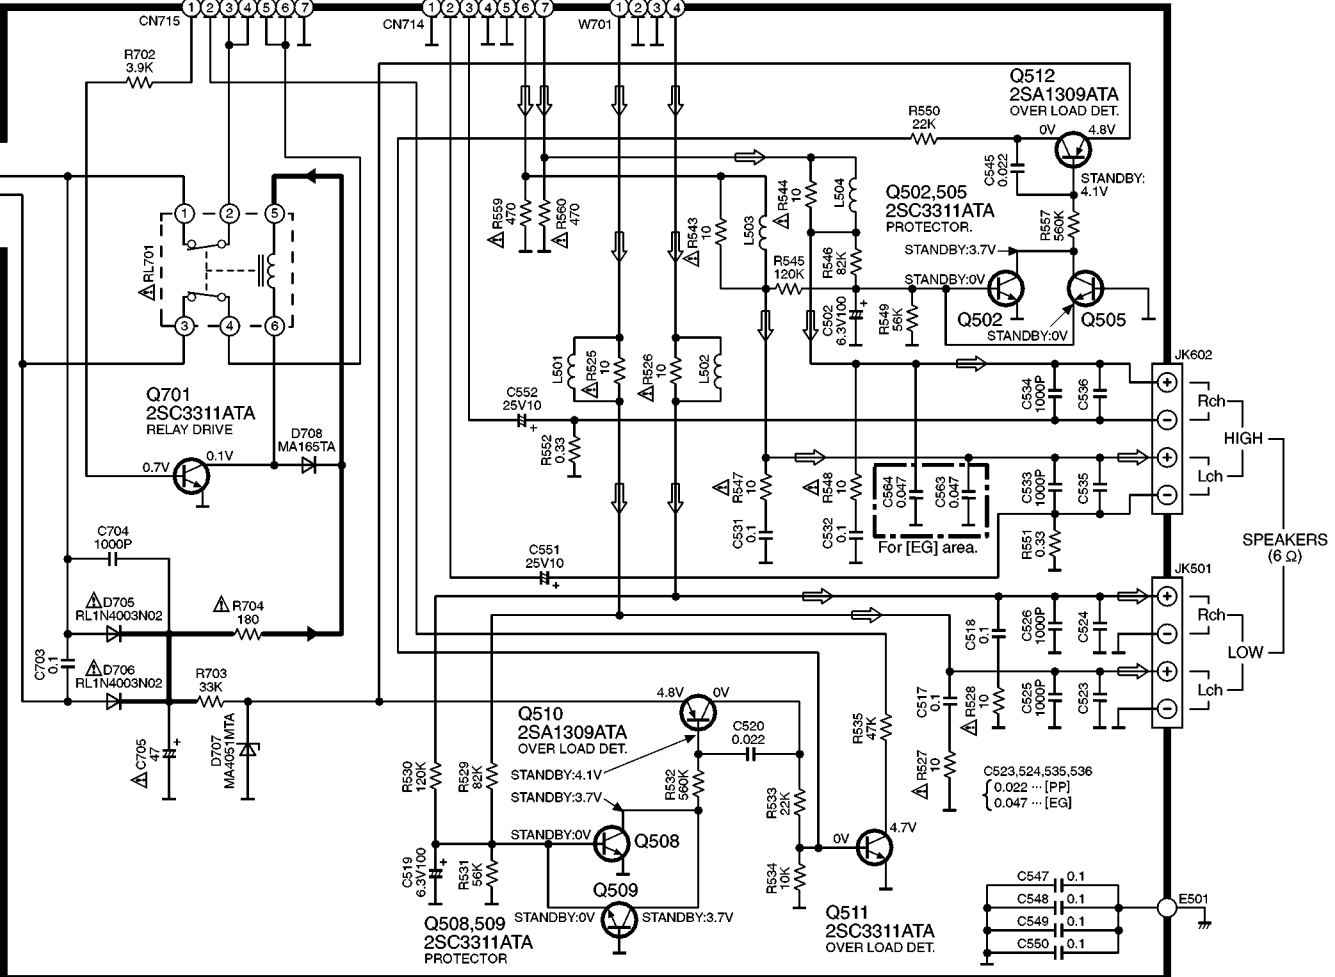 CN715 1 2 3 4 5 6 7
CN714 1 2 3 4 5 6 7
W701 1 2 3 4
R702
3.9K
Q512
2SA1309ATA
OVER LOAD DET.
R550
22K
0V
4.8V
C545
0.022
STANDBY:
4.1V
R559
470
R560
470
R543
10
R544
10
L504
L503
Q502,505
2SC3311ATA
PROTECTOR.
R557
560K
STANDBY:3.7V
R545
120K
R546
82K
STANDBY:0V
1
2
5
RL701
3
4
6
C502
6.3V100
+
R549
56K
Q502
Q505
STANDBY:0V
L501
R525
10
R526
10
L502
JK602
Q701
2SC3311ATA
RELAY DRIVE
C552
25V10
+
C534
1000P
C536
+
Rch
−
HIGH
D708
MA165TA
0.7V
0.1V
R552
0.33
R547
10
R548
10
C564
0.047
C563
0.047
C533
1000P
C535
+
Lch
−
C531
0.1
C532
0.1
For [EG] area.
R551
0.33
SPEAKERS
(6 Ω)
C704
1000P
C551
25V10
+
JK501
D705
RL1N4003N02
R704
180
C518
0.1
C526
1000P
C524
+
Rch
−
LOW
C703
0.1
D706
RL1N4003N02
R703
33K
C517
0.1
R528
10
C525
1000P
C523
+
Lch
−
4.8V
0V
Q510
2SA1309ATA
OVER LOAD DET.
C520
0.022
R535
47K
C705
47
+
D707
MA4051MTA
R530
120K
R529
82K
STANDBY:4.1V
R532
560K
R527
10
C523,524,535,536
0.022 ··· [PP]
0.047 ··· [EG]
STANDBY:3.7V
R533
22K
STANDBY:0V
Q508
0V
4.7V
C519
6.3V100
+
R531
56K
R534
10K
Q509
STANDBY:0V
STANDBY:3.7V
Q508,509
2SC3311ATA
PROTECTOR
Q511
2SC3311ATA
OVER LOAD DET.
C547 0.1
C548 0.1
C549 0.1
C550 0.1
E501